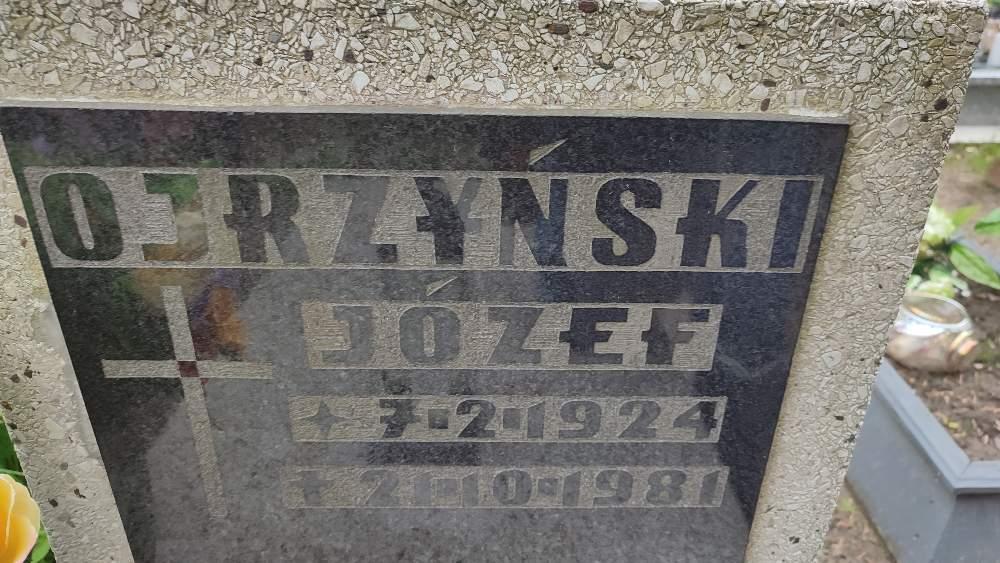 OJRZYŃSKI
JÓZEF
✦ 7·2·1924
+ 21·10·1981